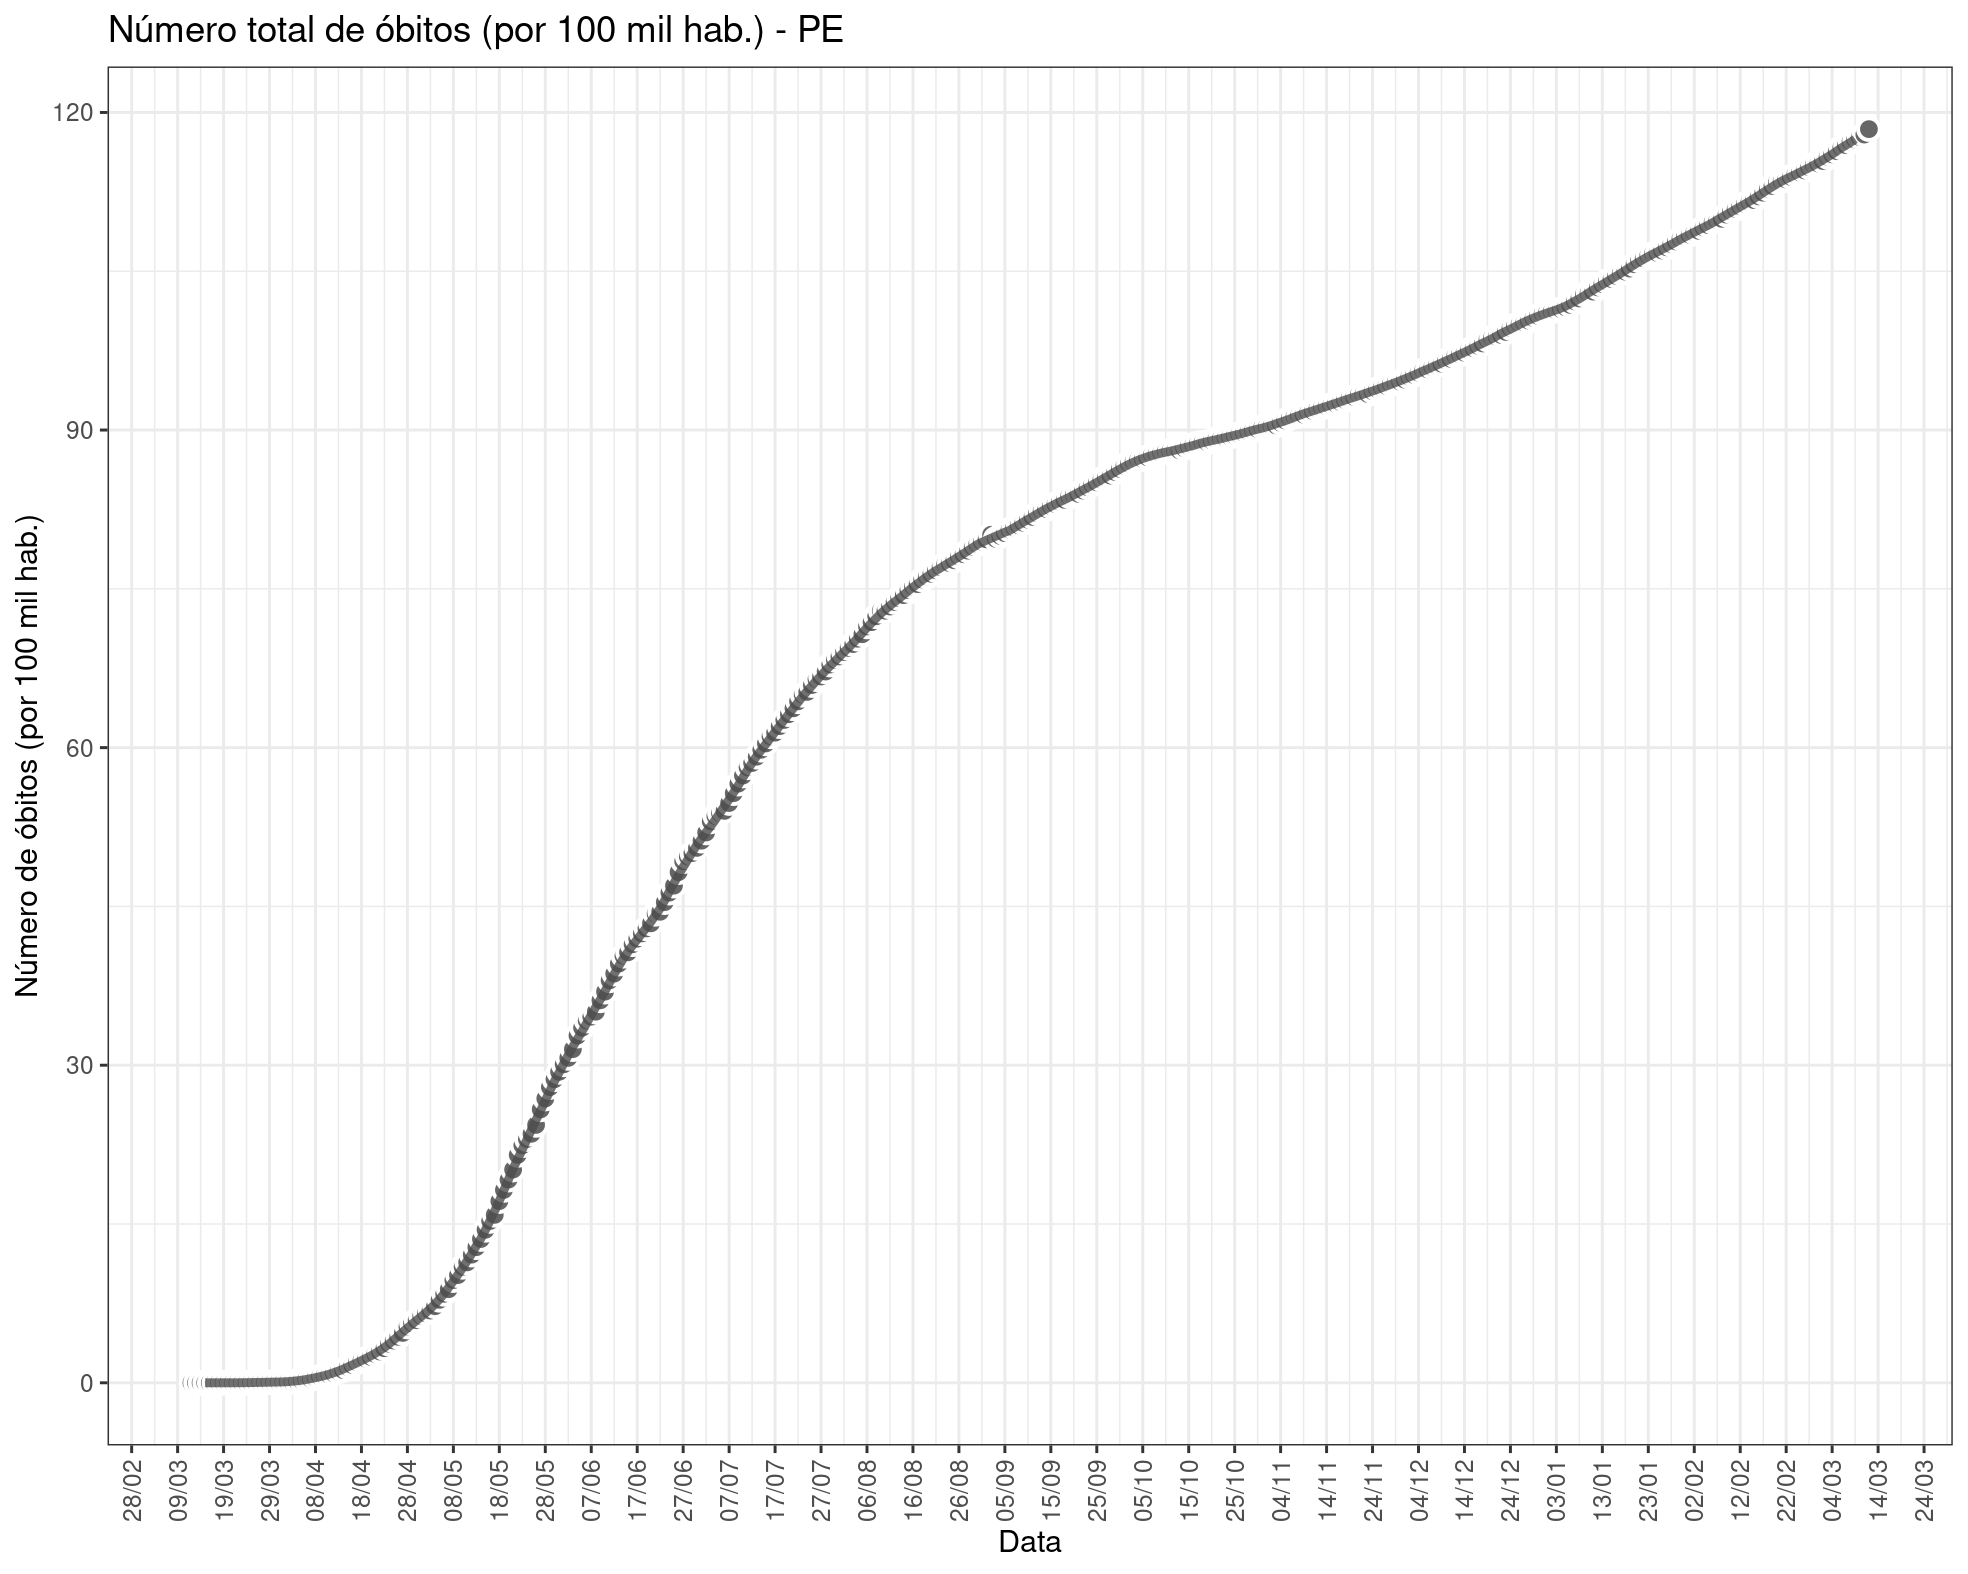 Número total de óbitos (por 100 mil hab.) - PE
Número de óbitos (por 100 mil hab.)
120
90
60
30
0
28/02 09/03 19/03 29/03 08/04 18/04 28/04 08/05 18/05 28/05 07/06 17/06 27/06 07/07 17/07 27/07 06/08 16/08 26/08 05/09 15/09 25/09 05/10 15/10 25/10 04/11 14/11 24/11 04/12 14/12 24/12 03/01 13/01 23/01 02/02 12/02 22/02 04/03 14/03 24/03
Data